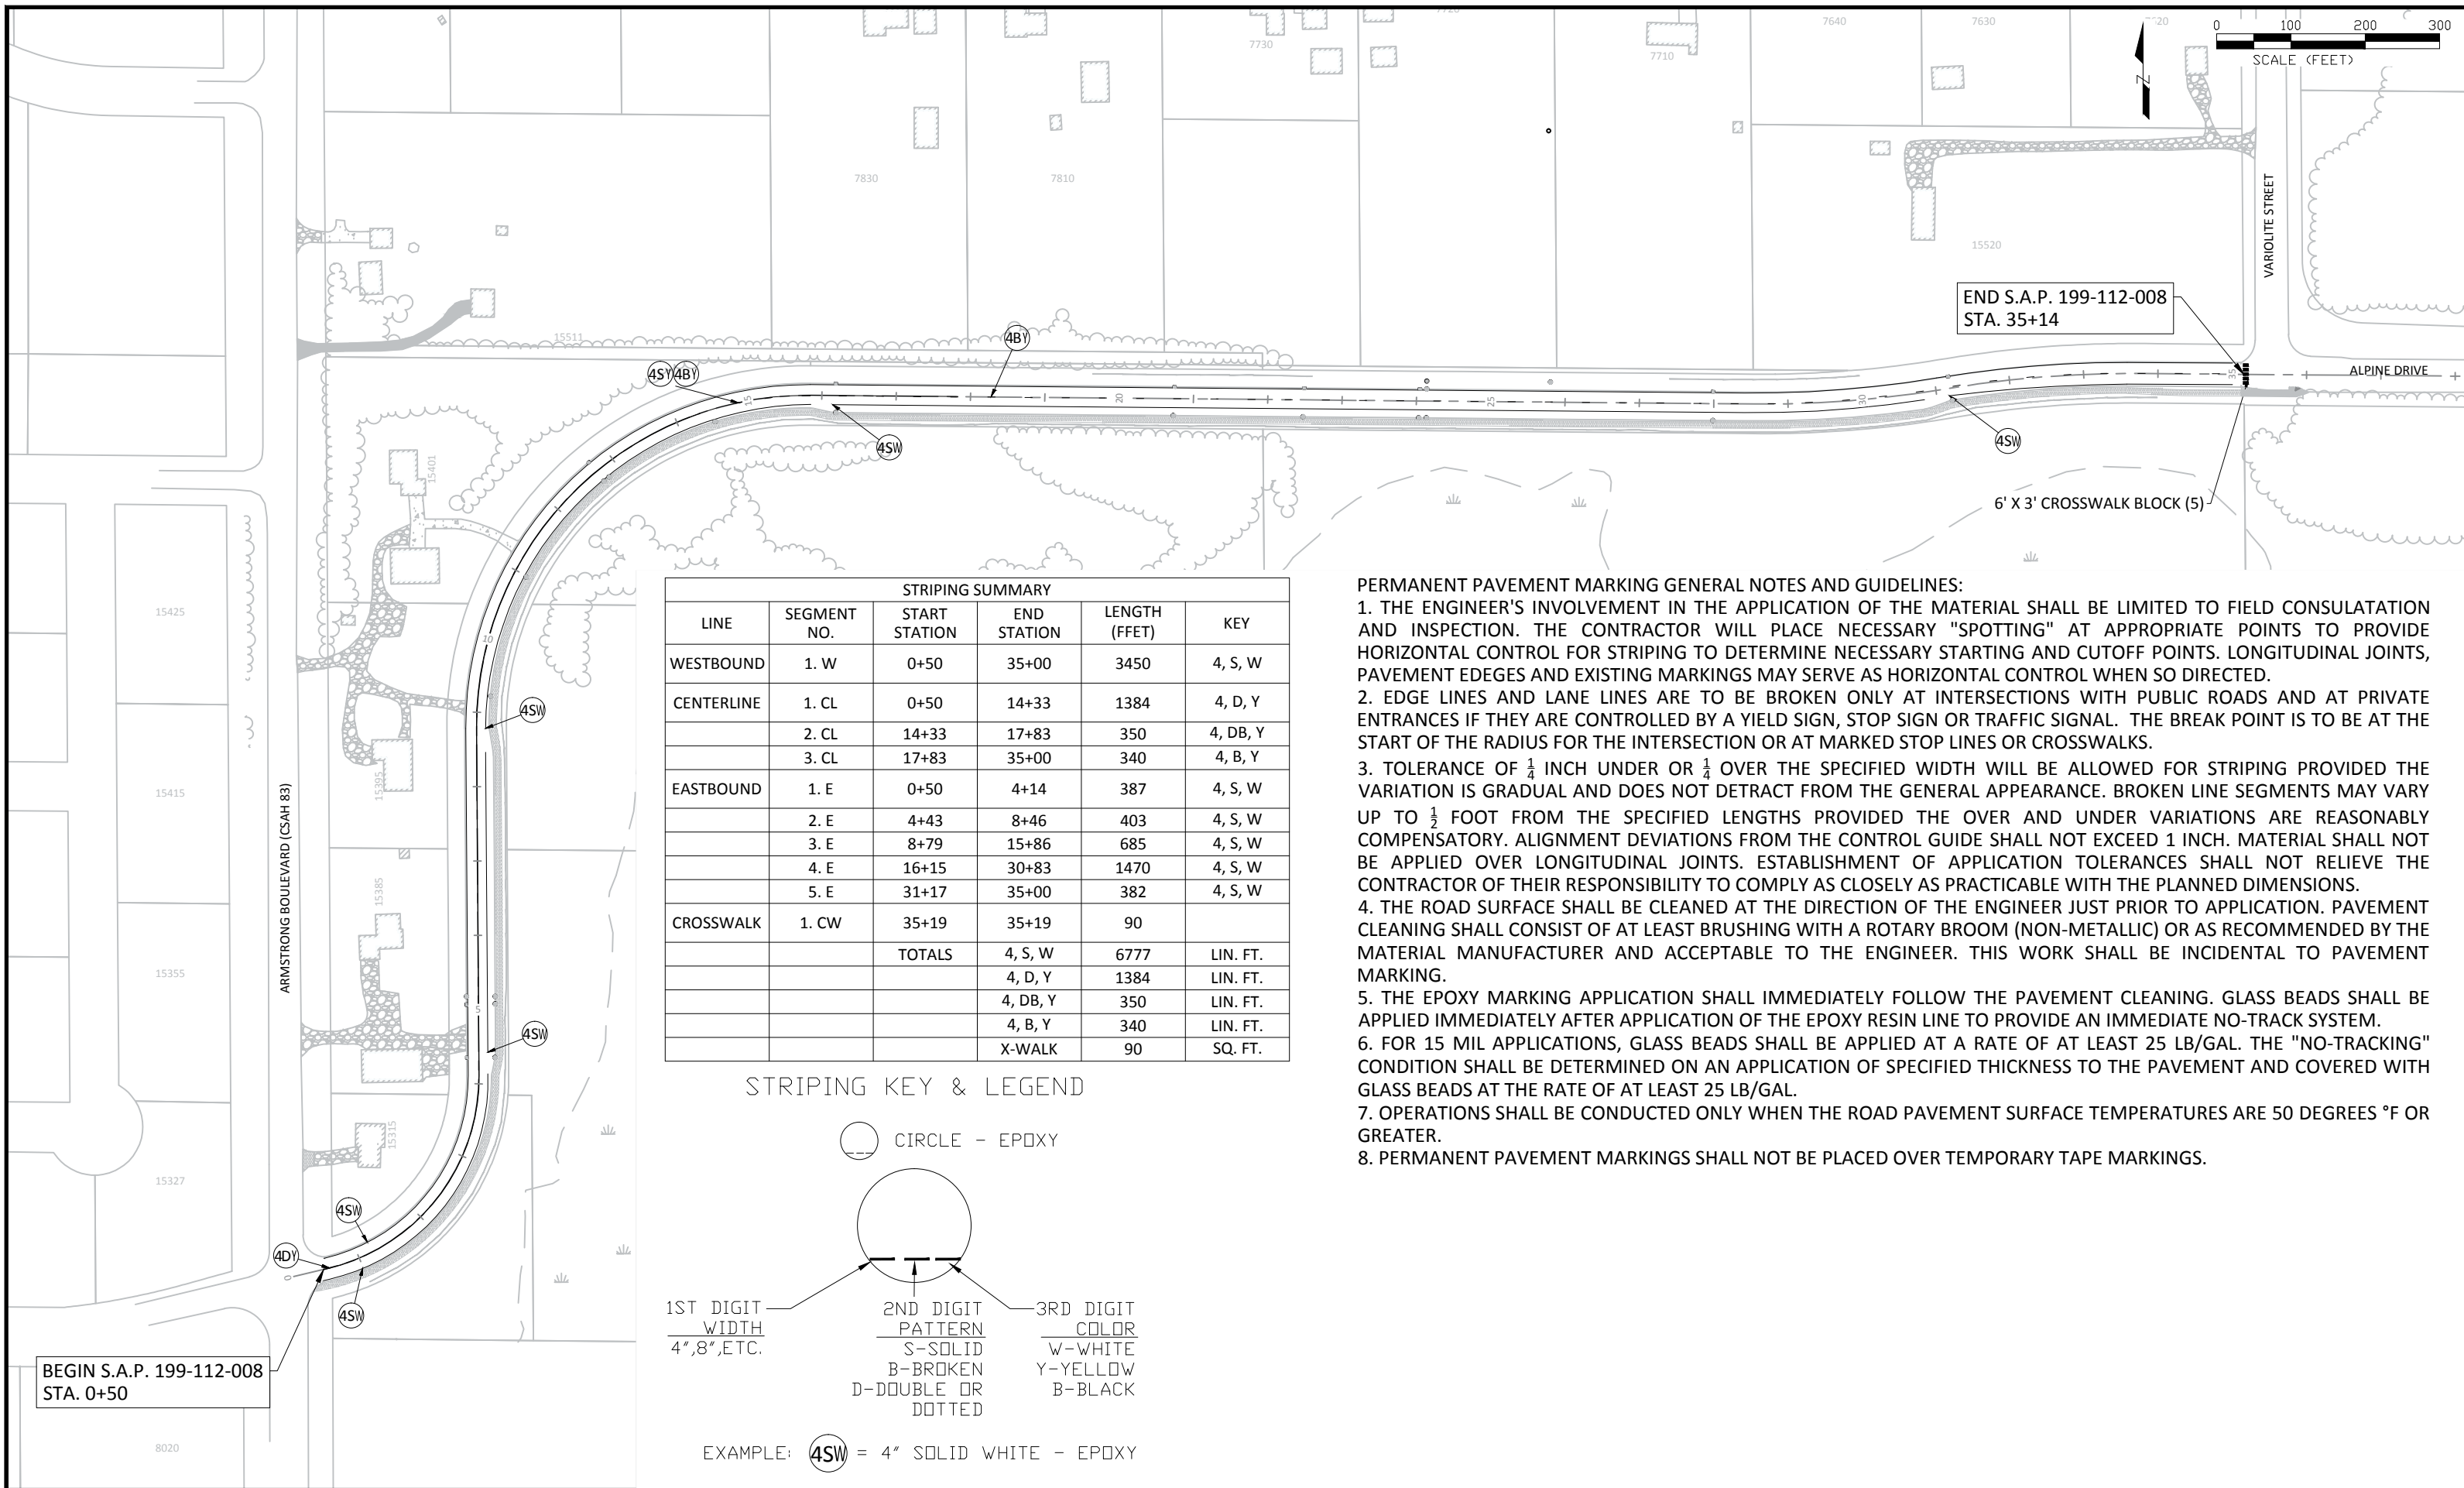 7720
7640
7630
7620
0 100 200 300
SCALE (FEET)
N
7730
7710
7830
7810
15520
VARIOLITE STREET
END S.A.P. 199-112-008
STA. 35+14
15511
4BY
4SY 4BY
15
20
25
30
35
ALPINE DRIVE
4SW
4SW
6' X 3' CROSSWALK BLOCK (5)
15401
15425
10
4SW
15395
15415
ARMSTRONG BOULEVARD (CSAH 83)
15385
15355
5
4SW
15315
15327
4SW
4DY
0
4SW
BEGIN S.A.P. 199-112-008
STA. 0+50
8020
STRIPING SUMMARY
LINE SEGMENT NO. START STATION END STATION LENGTH (FFET) KEY
WESTBOUND 1. W 0+50 35+00 3450 4, S, W
CENTERLINE 1. CL 0+50 14+33 1384 4, D, Y
2. CL 14+33 17+83 350 4, DB, Y
3. CL 17+83 35+00 340 4, B, Y
EASTBOUND 1. E 0+50 4+14 387 4, S, W
2. E 4+43 8+46 403 4, S, W
3. E 8+79 15+86 685 4, S, W
4. E 16+15 30+83 1470 4, S, W
5. E 31+17 35+00 382 4, S, W
CROSSWALK 1. CW 35+19 35+19 90
TOTALS 4, S, W 6777 LIN. FT.
4, D, Y 1384 LIN. FT.
4, DB, Y 350 LIN. FT.
4, B, Y 340 LIN. FT.
X-WALK 90 SQ. FT.
STRIPING KEY & LEGEND
CIRCLE - EPOXY
1ST DIGIT
WIDTH
4",8",ETC.
2ND DIGIT
PATTERN
S-SOLID
B-BROKEN
D-DOUBLE OR
DOTTED
3RD DIGIT
COLOR
W-WHITE
Y-YELLOW
B-BLACK
EXAMPLE: 4SW = 4" SOLID WHITE - EPOXY
PERMANENT PAVEMENT MARKING GENERAL NOTES AND GUIDELINES:
1. THE ENGINEER'S INVOLVEMENT IN THE APPLICATION OF THE MATERIAL SHALL BE LIMITED TO FIELD CONSULATATION
AND INSPECTION. THE CONTRACTOR WILL PLACE NECESSARY "SPOTTING" AT APPROPRIATE POINTS TO PROVIDE
HORIZONTAL CONTROL FOR STRIPING TO DETERMINE NECESSARY STARTING AND CUTOFF POINTS. LONGITUDINAL JOINTS,
PAVEMENT EDEGES AND EXISTING MARKINGS MAY SERVE AS HORIZONTAL CONTROL WHEN SO DIRECTED.
2. EDGE LINES AND LANE LINES ARE TO BE BROKEN ONLY AT INTERSECTIONS WITH PUBLIC ROADS AND AT PRIVATE
ENTRANCES IF THEY ARE CONTROLLED BY A YIELD SIGN, STOP SIGN OR TRAFFIC SIGNAL. THE BREAK POINT IS TO BE AT THE
START OF THE RADIUS FOR THE INTERSECTION OR AT MARKED STOP LINES OR CROSSWALKS.
3. TOLERANCE OF 1/4 INCH UNDER OR 1/4 OVER THE SPECIFIED WIDTH WILL BE ALLOWED FOR STRIPING PROVIDED THE
VARIATION IS GRADUAL AND DOES NOT DETRACT FROM THE GENERAL APPEARANCE. BROKEN LINE SEGMENTS MAY VARY
UP TO 1/2 FOOT FROM THE SPECIFIED LENGTHS PROVIDED THE OVER AND UNDER VARIATIONS ARE REASONABLY
COMPENSATORY. ALIGNMENT DEVIATIONS FROM THE CONTROL GUIDE SHALL NOT EXCEED 1 INCH. MATERIAL SHALL NOT
BE APPLIED OVER LONGITUDINAL JOINTS. ESTABLISHMENT OF APPLICATION TOLERANCES SHALL NOT RELIEVE THE
CONTRACTOR OF THEIR RESPONSIBILITY TO COMPLY AS CLOSELY AS PRACTICABLE WITH THE PLANNED DIMENSIONS.
4. THE ROAD SURFACE SHALL BE CLEANED AT THE DIRECTION OF THE ENGINEER JUST PRIOR TO APPLICATION. PAVEMENT
CLEANING SHALL CONSIST OF AT LEAST BRUSHING WITH A ROTARY BROOM (NON-METALLIC) OR AS RECOMMENDED BY THE
MATERIAL MANUFACTURER AND ACCEPTABLE TO THE ENGINEER. THIS WORK SHALL BE INCIDENTAL TO PAVEMENT
MARKING.
5. THE EPOXY MARKING APPLICATION SHALL IMMEDIATELY FOLLOW THE PAVEMENT CLEANING. GLASS BEADS SHALL BE
APPLIED IMMEDIATELY AFTER APPLICATION OF THE EPOXY RESIN LINE TO PROVIDE AN IMMEDIATE NO-TRACK SYSTEM.
6. FOR 15 MIL APPLICATIONS, GLASS BEADS SHALL BE APPLIED AT A RATE OF AT LEAST 25 LB/GAL. THE "NO-TRACKING"
CONDITION SHALL BE DETERMINED ON AN APPLICATION OF SPECIFIED THICKNESS TO THE PAVEMENT AND COVERED WITH
GLASS BEADS AT THE RATE OF AT LEAST 25 LB/GAL.
7. OPERATIONS SHALL BE CONDUCTED ONLY WHEN THE ROAD PAVEMENT SURFACE TEMPERATURES ARE 50 DEGREES °F OR
GREATER.
8. PERMANENT PAVEMENT MARKINGS SHALL NOT BE PLACED OVER TEMPORARY TAPE MARKINGS.